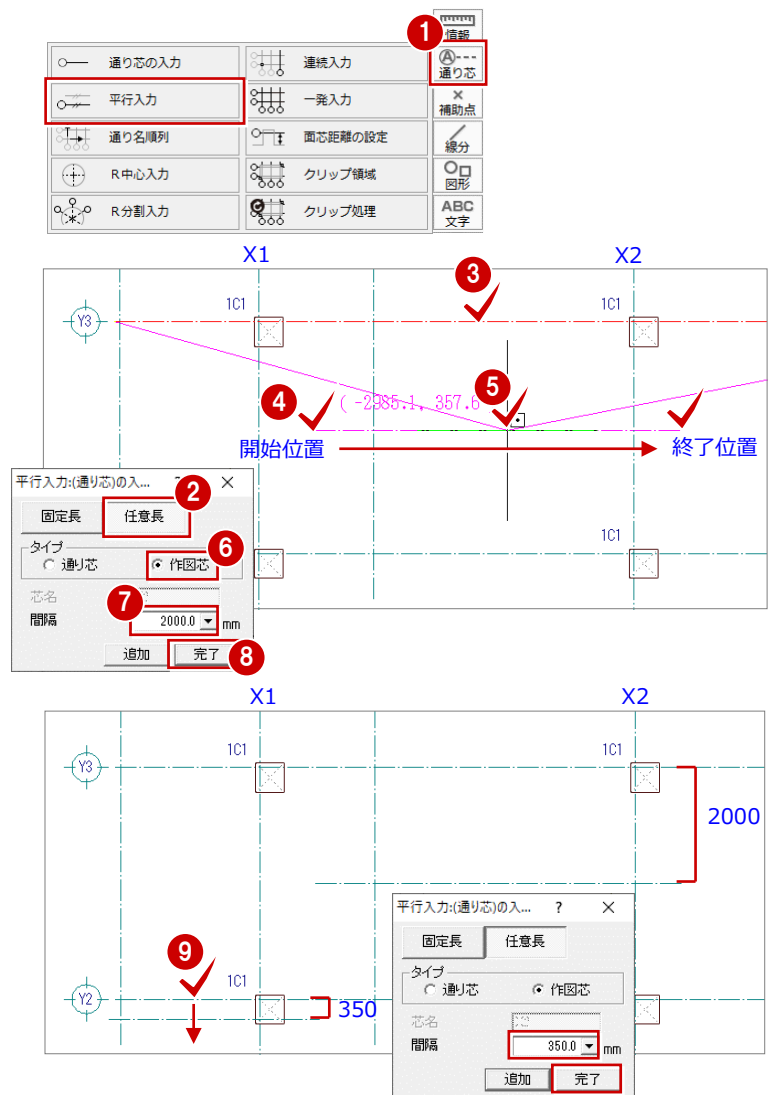 1
情報
通り芯の入力
連続入力
A---
通り芯
平行入力
一発入力
補助点
通り名順列
面芯距離の設定
線分
R中心入力
クリップ領域
図形
R分割入力
クリップ処理
ABC
文字
X1
X2
3
1C1
1C1
Y3
4
5
( -2985.1, 357.6
開始位置
終了位置
平行入力:(通り芯)の入...
?
×
2
固定長
任意長
1C1
タイプ
6
通り芯
作図芯
芯名
7
間隔
2000.0
mm
追加
完了
8
X1
X2
1C1
1C1
Y3
2000
平行入力:(通り芯)の入...
?
×
固定長
任意長
9
タイプ
通り芯
作図芯
1C1
Y2
350
芯名
間隔
350.0
mm
追加
完了